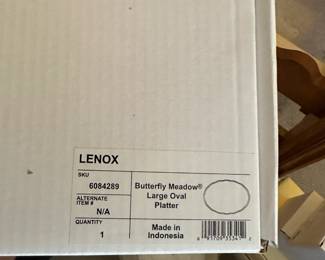 LENOX
SKU
6084289
ALTERNATE
ITEM #
N/A
QUANTITY
1
Butterfly Meadow®
Large Oval
Platter
Made in
Indonesia